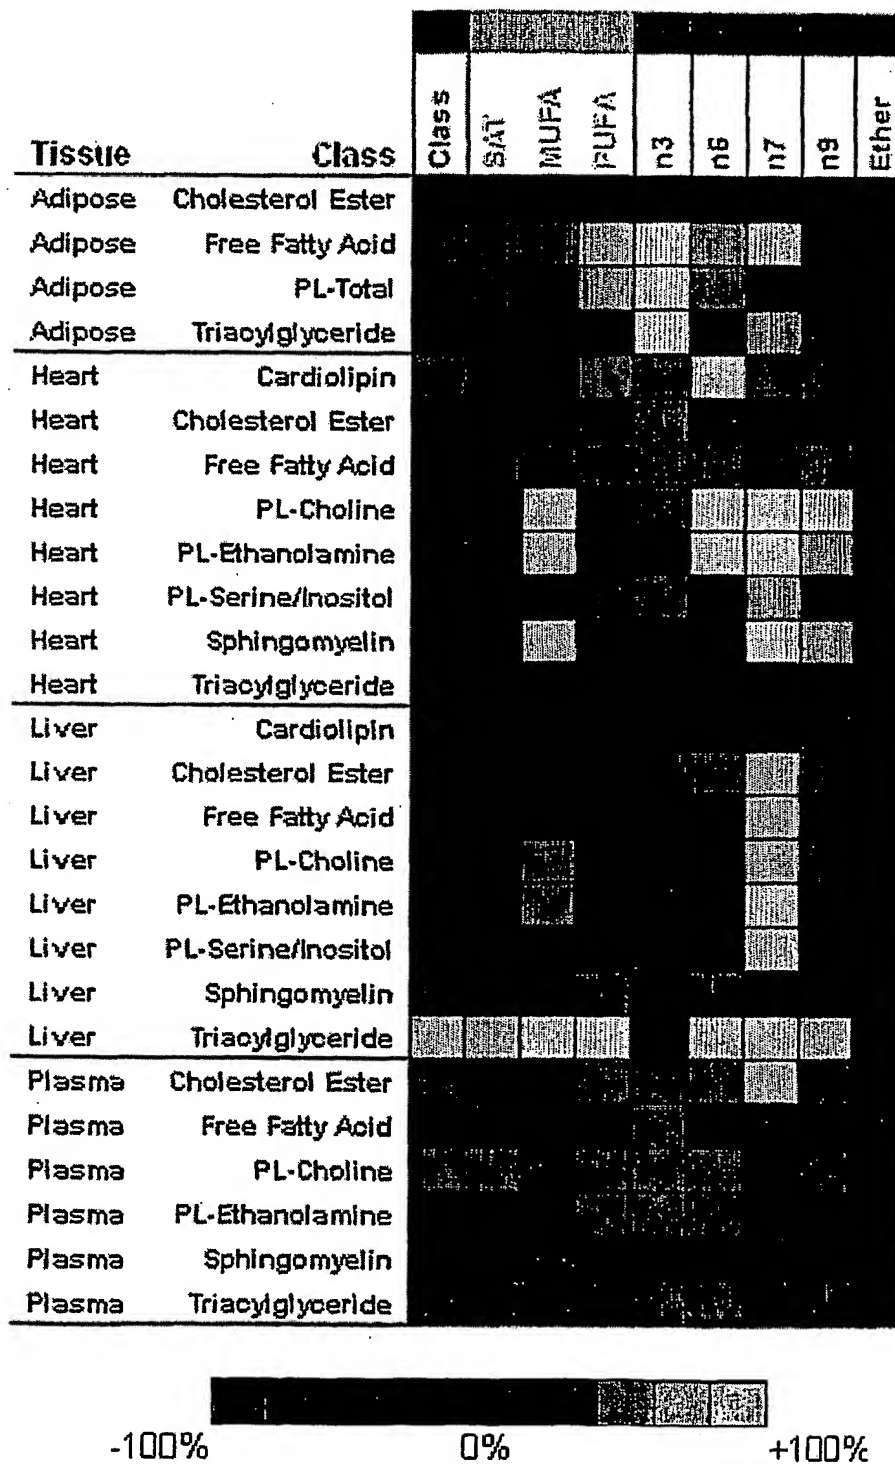 Tissue Class Class SAT MUFA PUFA n3 n6 n7 n9 Ether
Adipose Cholesterol Ester
Adipose Free Fatty Acid
Adipose PL-Total
Adipose Triacylglyceride
Heart Cardiolipin
Heart Cholesterol Ester
Heart Free Fatty Acid
Heart PL-Choline
Heart PL-Ethanolamine
Heart PL-Serine/Inositol
Heart Sphingomyelin
Heart Triacylglyceride
Liver Cardiolipin
Liver Cholesterol Ester
Liver Free Fatty Acid
Liver PL-Choline
Liver PL-Ethanolamine
Liver PL-Serine/Inositol
Liver Sphingomyelin
Liver Triacylglyceride
Plasma Cholesterol Ester
Plasma Free Fatty Acid
Plasma PL-Choline
Plasma PL-Ethanolamine
Plasma Sphingomyelin
Plasma Triacylglyceride
-100% 0% +100%